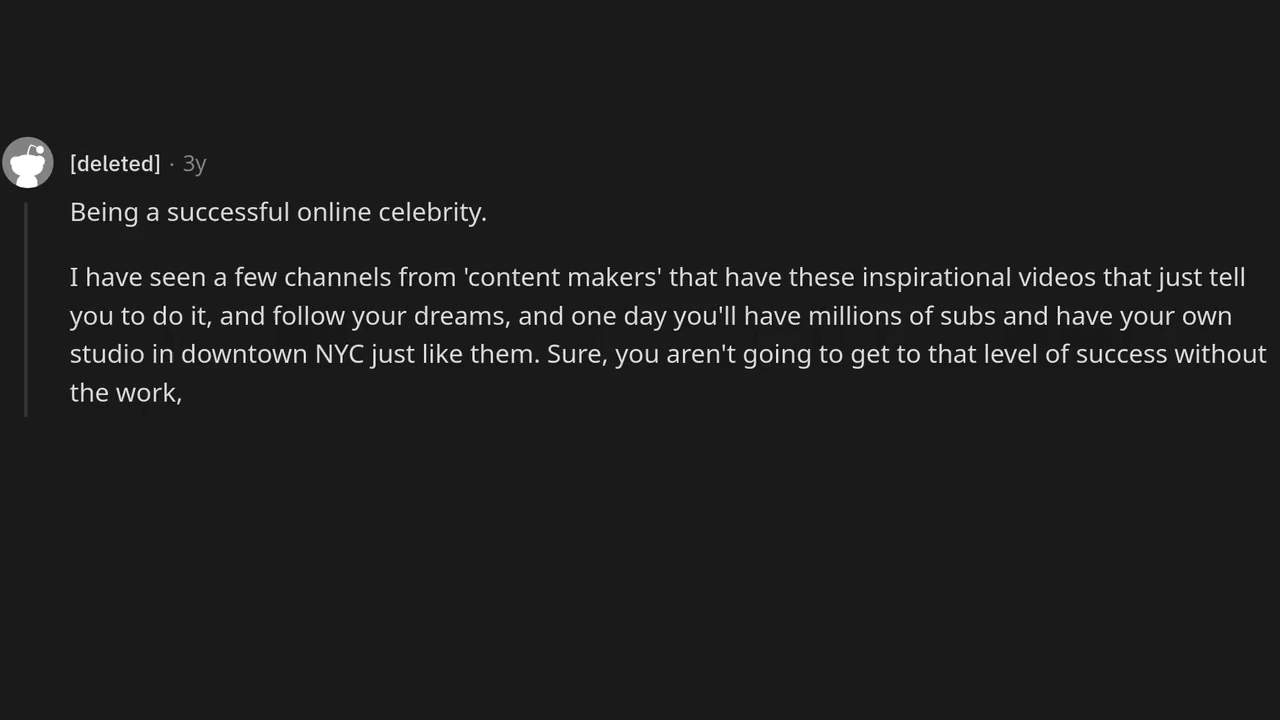 [deleted] · 3y
Being a successful online celebrity.
I have seen a few channels from 'content makers' that have these inspirational videos that just tell
you to do it, and follow your dreams, and one day you'll have millions of subs and have your own
studio in downtown NYC just like them. Sure, you aren't going to get to that level of success without
the work,